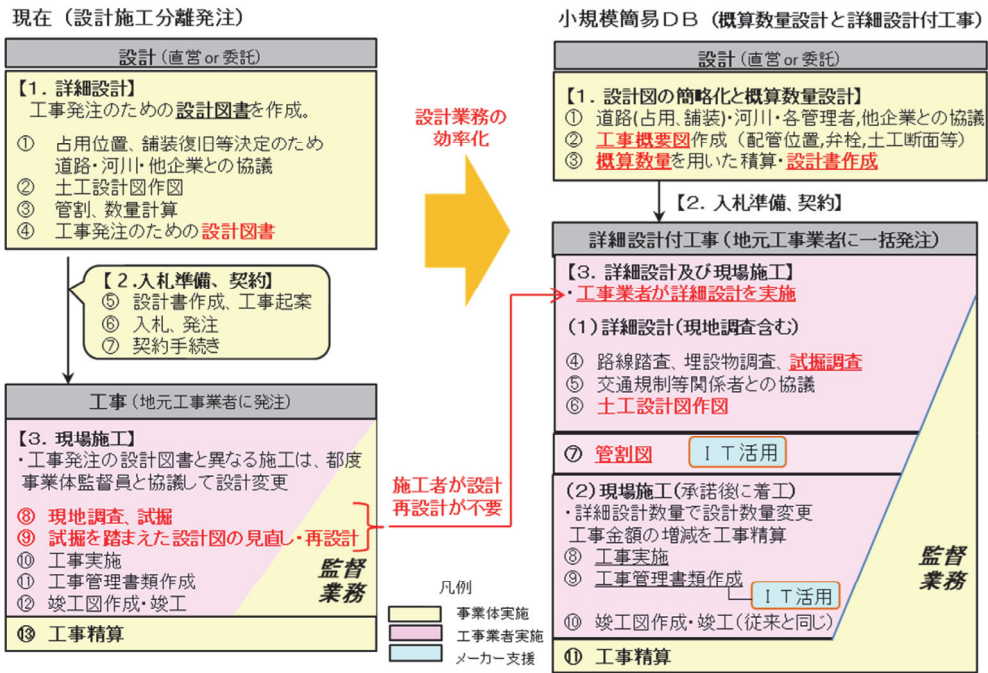 現在（設計施工分離発注）
設計（直営or委託）
【1．詳細設計】
工事発注のための設計図書を作成。
① 占用位置、舗装復旧等決定のため
道路・河川・他企業との協議
② 土工設計図作図
③ 管割、数量計算
④ 工事発注のための設計図書
【2.入札準備、契約】
⑤ 設計書作成、工事起案
⑥ 入札、発注
⑦ 契約手続き
工事（地元工事業者に発注）
【3．現場施工】
・工事発注の設計図書と異なる施工は、都度
事業体監督員と協議して設計変更
⑧ 現地調査、試掘
⑨ 試掘を踏まえた設計図の見直し・再設計
⑩ 工事実施
⑪ 工事管理書類作成
⑫ 竣工図作成・竣工
監督
業務
⑬ 工事精算
設計業務の
効率化
施工者が設計
再設計が不要
凡例
事業体実施
工事業者実施
メーカー支援
小規模簡易ＤＢ（概算数量設計と詳細設計付工事）
設計（直営or委託）
【1．設計図の簡略化と概算数量設計】
① 道路(占用、舗装)・河川・各管理者,他企業との協議
② 工事概要図作成（配管位置,弁栓,土工断面等）
③ 概算数量を用いた積算・設計書作成
【2．入札準備、契約】
詳細設計付工事（地元工事業者に一括発注）
【3．詳細設計及び現場施工】
・工事業者が詳細設計を実施
(1)詳細設計(現地調査含む)
④ 路線踏査、埋設物調査、試掘調査
⑤ 交通規制等関係者との協議
⑥ 土工設計図作図
⑦ 管割図
ＩＴ活用
(2)現場施工(承諾後に着工)
・詳細設計数量で設計数量変更
工事金額の増減を工事精算
⑧ 工事実施
⑨ 工事管理書類作成
ＩＴ活用
⑩ 竣工図作成・竣工(従来と同じ)
監督
業務
⑪ 工事精算